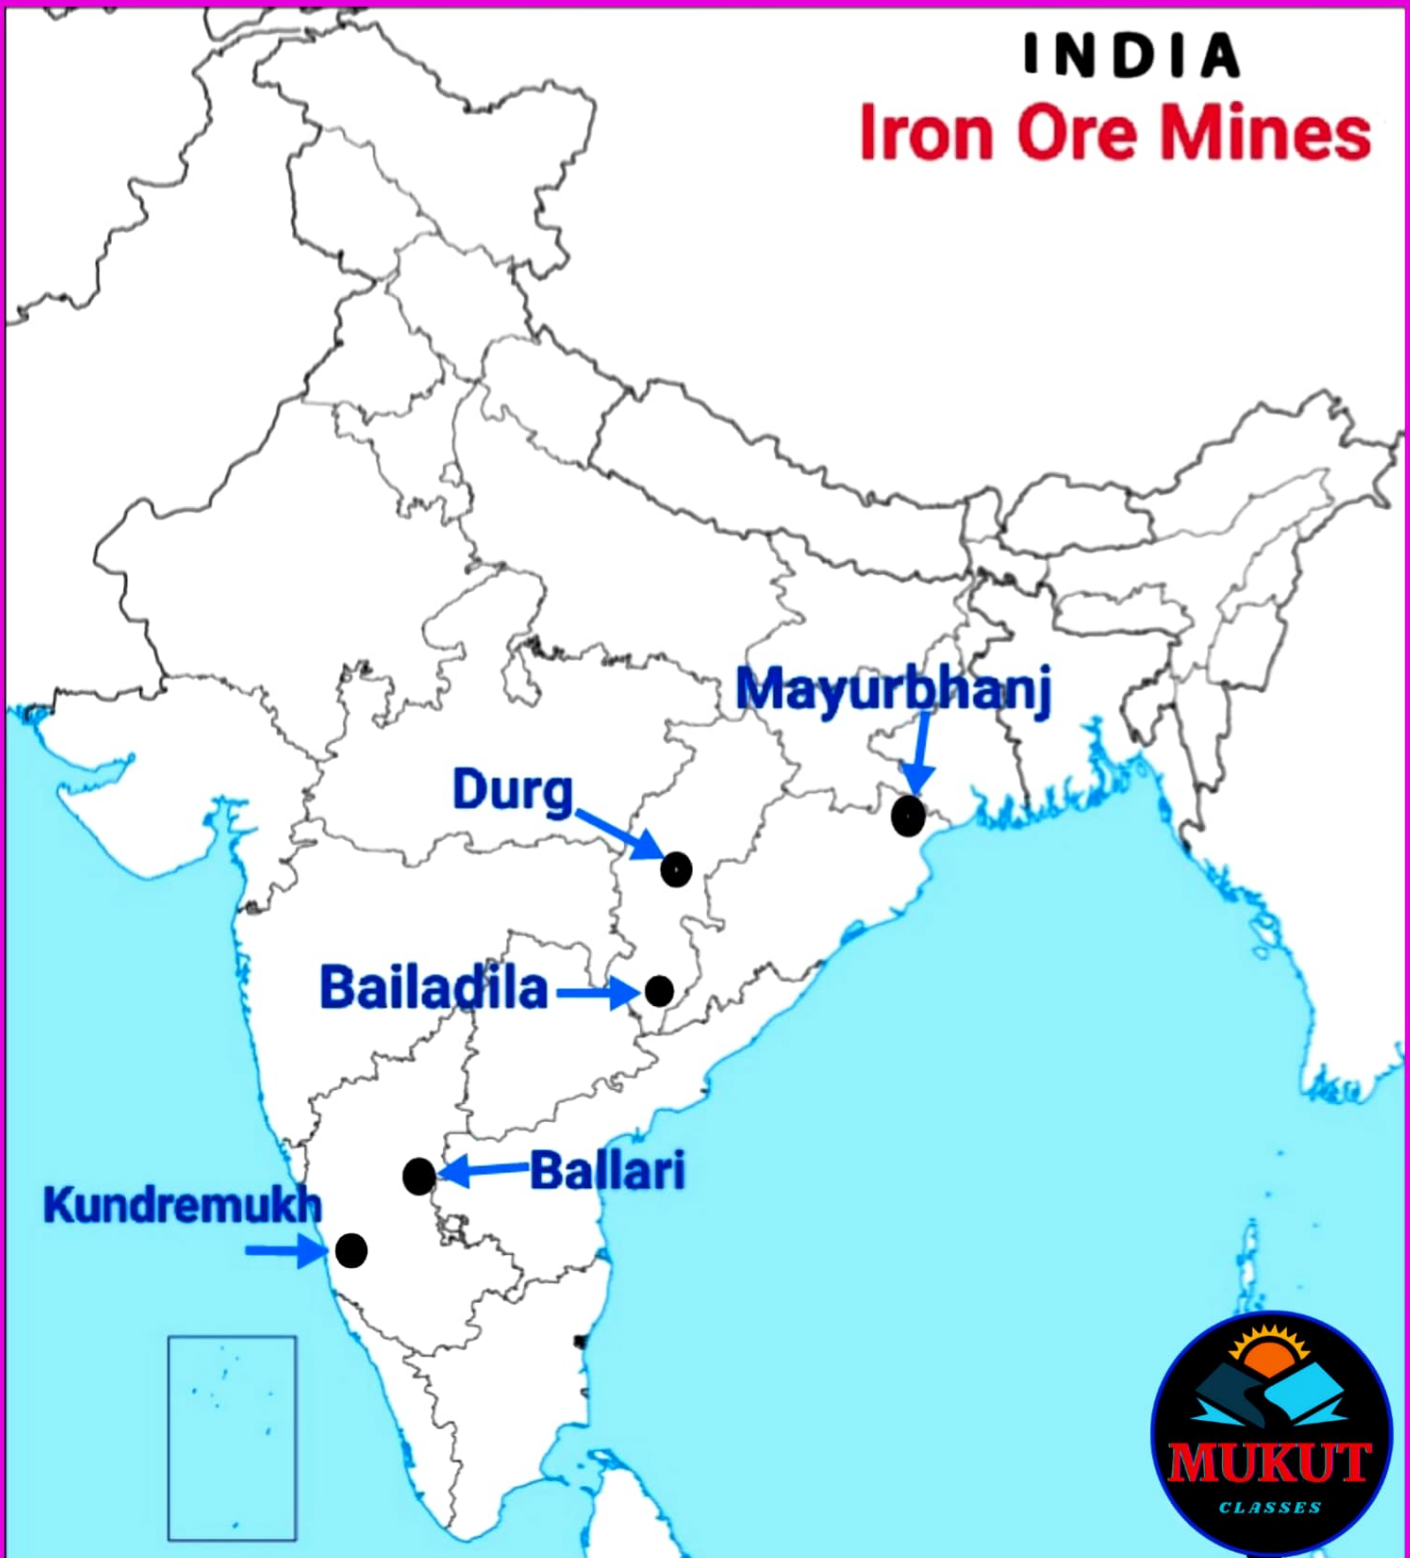 INDIA
Iron Ore Mines
Mayurbhanj
Durg
Bailadila
Ballari
Kundremukh
MUKUT
CLASSES